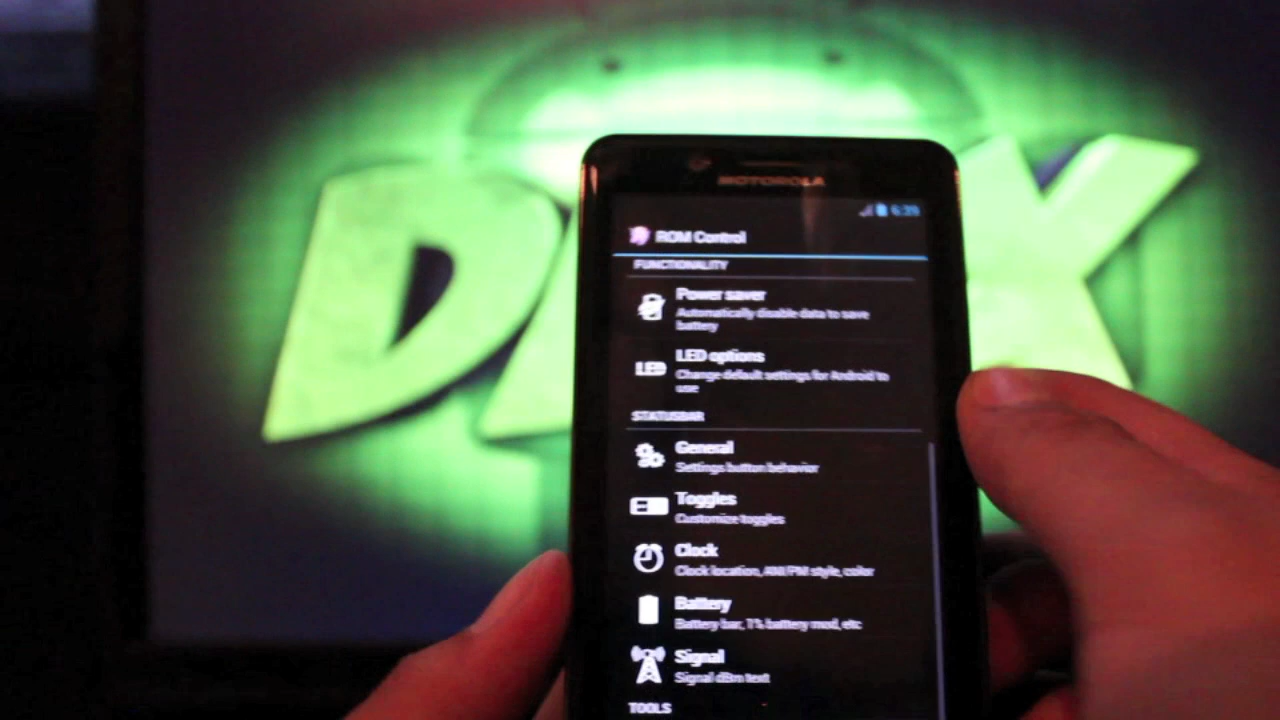 D
K
MOTOROLA
6:39
ROM Control
FUNCTIONALITY
Power saver
Automatically disable data to save
battery
LED
LED options
Change default settings for Android to
use
STATUSBAR
General
Settings button behavior
Toggles
Customize toggles
Clock
Clock location, AM/PM style, color
Battery
Battery bar, 1% battery mod, etc
Signal
Signal dBm text
TOOLS